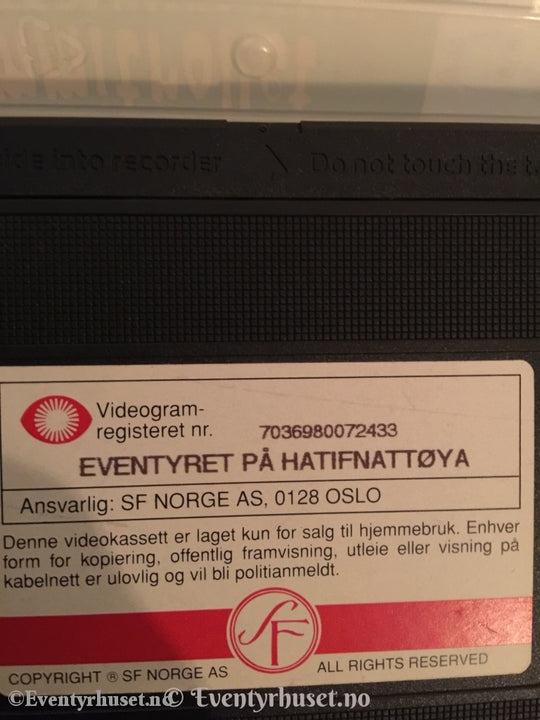 into recorder Do not touch the
Videogram-
registeret nr. 7036980072433
EVENTYRET PÅ HATIFNATTØYA
Ansvarlig: SF NORGE AS, 0128 OSLO
Denne videokassett er laget kun for salg til hjemmebruk. Enhver
form for kopiering, offentlig framvisning, utleie eller visning på
kabelnett er ulovlig og vil bli politianmeldt.
SF
COPYRIGHT ® SF NORGE AS ALL RIGHTS RESERVED
©Eventyrhuset.no © Eventyrhuset.no